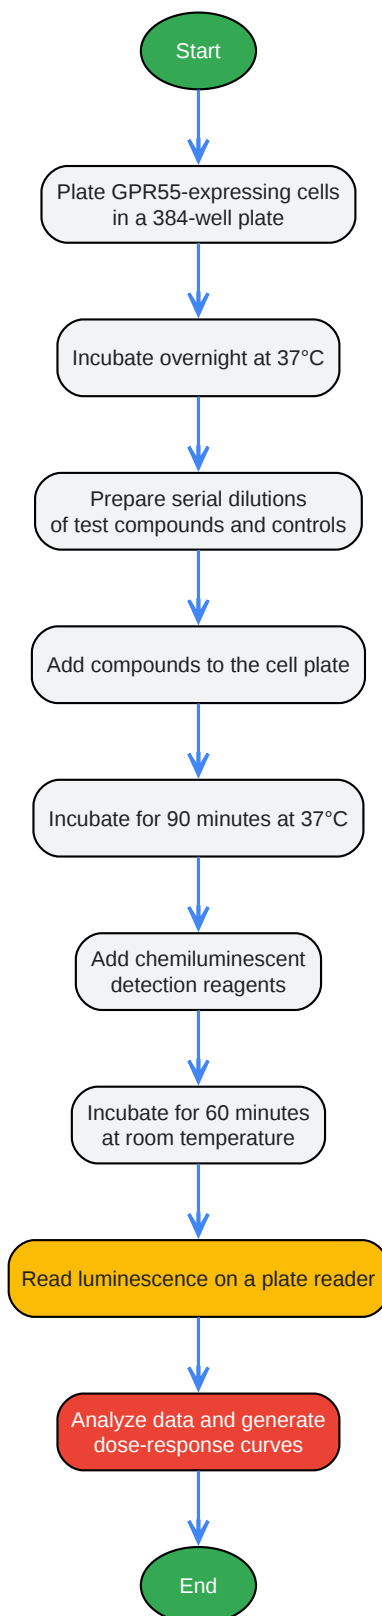 Start
Plate GPR55-expressing cells
in a 384-well plate
Incubate overnight at 37°C
Prepare serial dilutions
of test compounds and controls
Add compounds to the cell plate
Incubate for 90 minutes at 37°C
Add chemiluminescent
detection reagents
Incubate for 60 minutes
at room temperature
Read luminescence on a plate reader
Analyze data and generate
dose-response curves
End